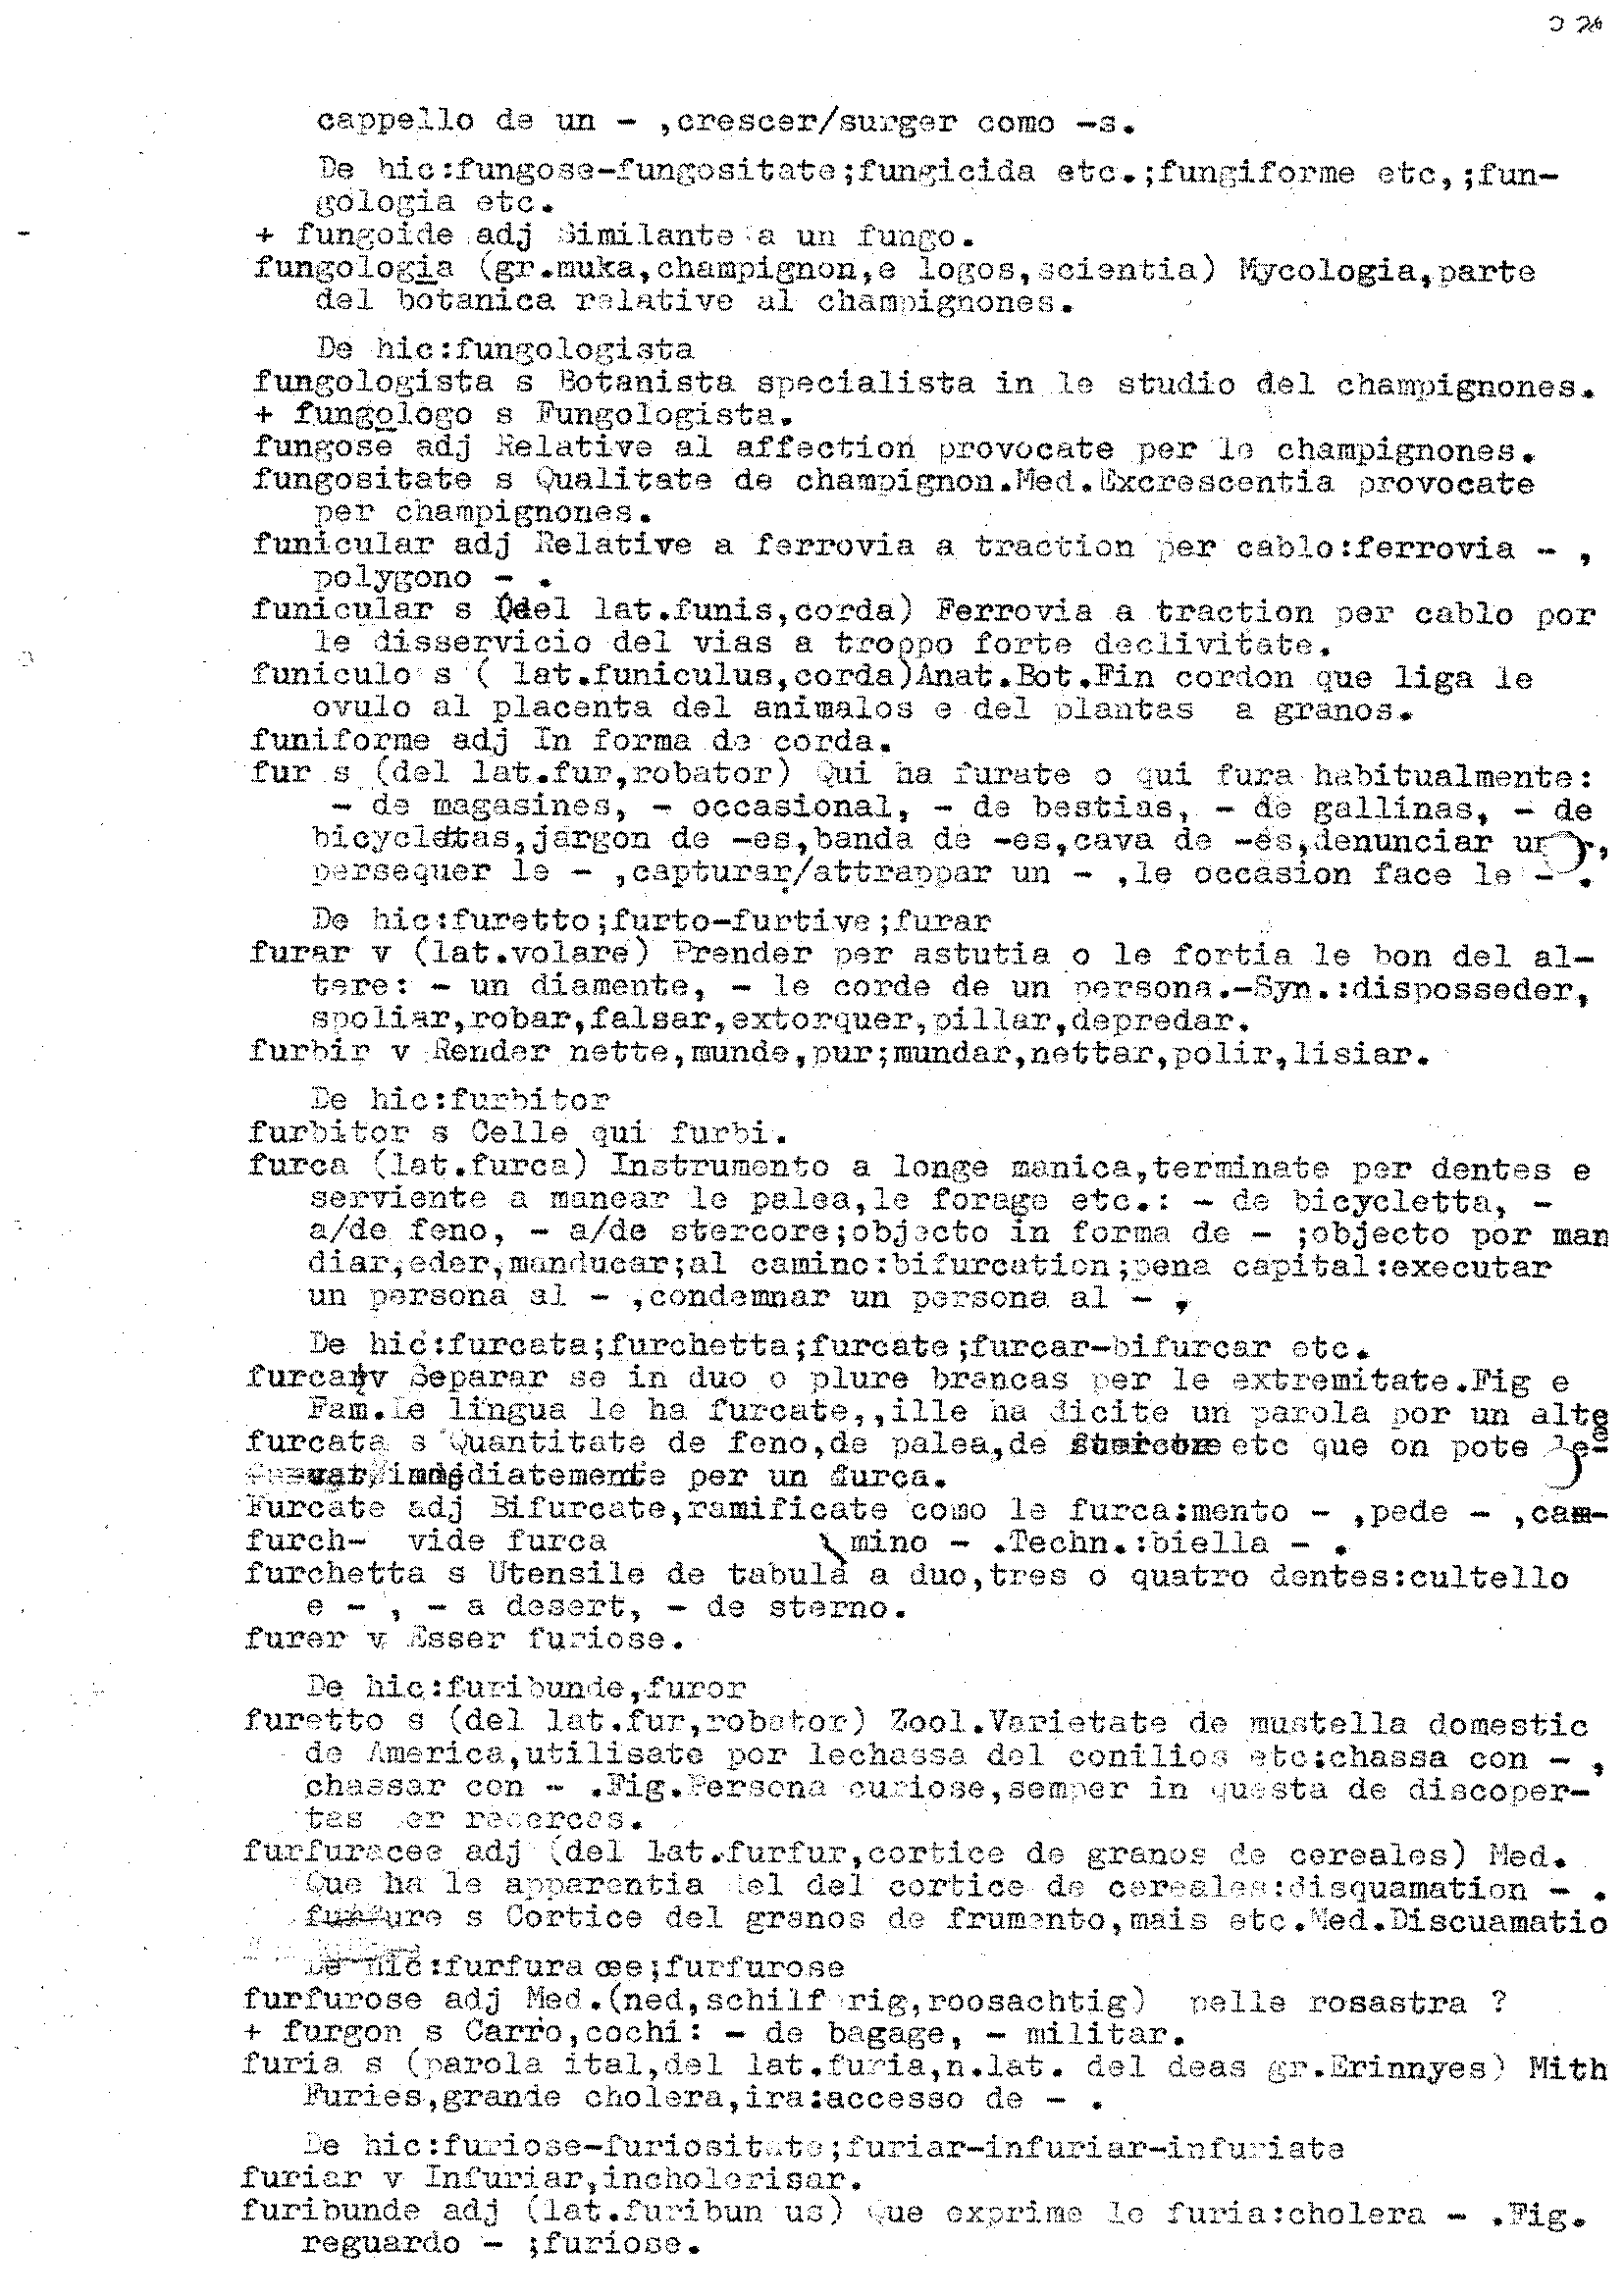 cappello de un - ,crescer/surger como -s.
De hic:fungose-fungositate;fungicida etc.;fungiforme etc,;fun-
gologia etc.
+ fungoide adj Similante a un fungo.
fungologia (gr.muka,champignon,e logos,scientia) Mycologia,parte
del botanica relative al champignones.
De hic:fungologista
fungologista s Botanista specialista in le studio del champignones.
+ fungologo s Fungologista.
fungose adj Relative al affection provocate per le champignones.
fungositate s Qualitate de champignon.Med.Excrescentia provocate
per champignones.
funicular adj Relative a ferrovia a traction per cablo:ferrovia - ,
polygono - .
funicular s (del lat.funis,corda) Ferrovia a traction per cablo por
le disservicio del vias a troppo forte declivitate.
funiculo s ( lat.funiculus,corda)Anat.Bot.Fin cordon que liga le
ovulo al placenta del animalos e del plantas a granos.
funiforme adj In forma de corda.
fur s (del lat.fur,robator) Qui ha furate o qui fura habitualmente:
- de magasines, - occasional, - de bestias, - de gallinas, - de
bicyclettas,jargon de -es,banda de -es,cava de -es,denunciar un -,
persequer le - ,capturar/attrappar un - ,le occasion face le - .
De hic:furetto;furto-furtive;furar
furar v (lat.volare) Prender per astutia o le fortia le bon del al-
tere: - un diamente, - le corde de un persona.-Syn.:disposseder,
spoliar,robar,falsar,extorquer,pillar,depredar.
furbir v Render nette,munde,pur;mundar,nettar,polir,lisiar.
De hic:furbitor
furbitor s Celle qui furbi.
furca (lat.furca) Instrumento a longe manica,terminate per dentes e
serviente a manear le palea,le forage etc.: - de bicycletta, -
a/de feno, - a/de stercore;objecto in forma de - ;objecto por man
diar,eder,manducar;al camino:bifurcation;pena capital:executar
un persona al - ,condemnar un persona al - ,
De hic:furcata;furchetta;furcate;furcar-bifurcar etc.
furcar v Separar se in duo o plure brancas per le extremitate.Fig e
Fam.Le lingua le ha furcate,,ille ha dicite un parola por un alte
furcata s Quantitate de feno,de palea,de stercore etc que on pote le-
immediatemente per un furca.
Furcate adj Bifurcate,ramificate como le furca:mento - ,pede - ,cam-
furch- vide furca mino - .Techn.:biella - .
furchetta s Utensile de tabula a duo,tres o quatro dentes:cultello
e - , - a desert, - de sterno.
furer v Esser furiose.
De hic:furibunde,furor
furetto s (del lat.fur,robator) Zool.Varietate de mustella domestic
de America,utilisate por lechassa del conilios etc:chassa con - ,
chassar con - .Fig.Persona curiose,semper in questa de discoper-
tas er recerces.
furfuracee adj (del lat.furfur,cortice de granos de cereales) Med.
Que ha le apparentia del del cortice de cereales:disquamation - .
furfure s Cortice del granos de frumento,mais etc.Med.Discuamatio
De hic:furfura cee;furfurose
furfurose adj Med.(ned,schilf rig,roosachtig) pelle rosastra ?
+ furgon s Carro,cochi: - de bagage, - militar.
furia s (parola ital,del lat.furia,n.lat. del deas gr.Erinnyes) Mith
Furies,grande cholera,ira:accesso de - .
De hic:furiose-furiositate;furiar-infuriar-infuriate
furiar v Infuriar,incholerisar.
furibunde adj (lat.furibun us) Que exprime le furia:cholera - .Fig.
reguardo - ;furiose.